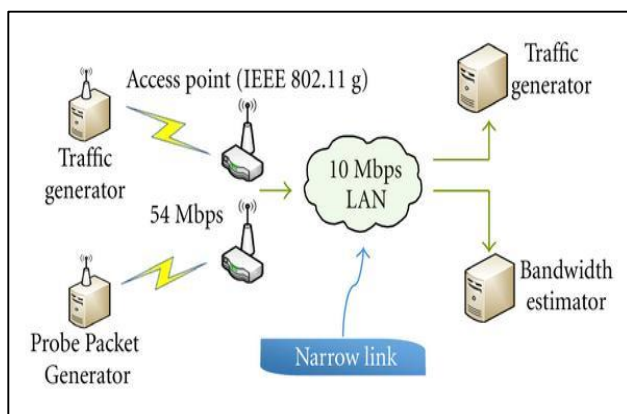 Access point (IEEE 802.11 g)
Traffic
generator
Traffic
generator
54 Mbps
10 Mbps
LAN
Probe Packet
Generator
Bandwidth
estimator
Narrow link